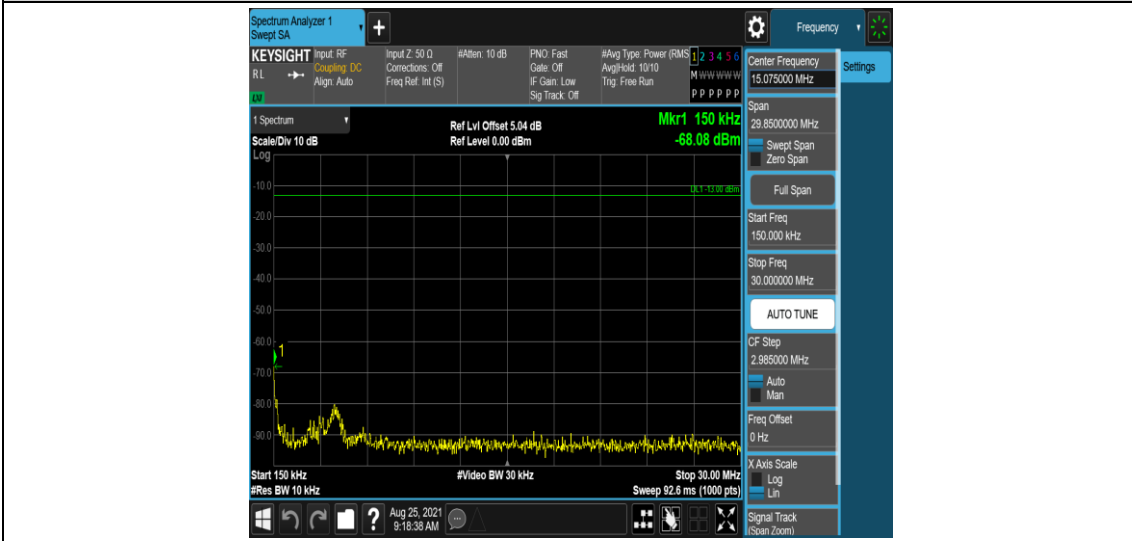 Spectrum Analyzer 1
Swept SA
+
Frequency
KEYSIGHT
RL
LM
Input: RF
Coupling: DC
Align: Auto
Input Z: 50 Ω
Corrections: Off
Freq Ref: Int (S)
#Atten: 10 dB
PNO: Fast
Gate: Off
IF Gain: Low
Sig Track: Off
#Avg Type: Power (RMS
Avg|Hold: 10/10
Trig: Free Run
1 2 3 4 5 6
M W W W W W
P P P P P P
1 Spectrum
Scale/Div 10 dB
Log
Ref Lvl Offset 5.04 dB
Ref Level 0.00 dBm
Mkr1 150 kHz
-68.08 dBm
DL1 -13.00 dBm
-10.0
-20.0
-30.0
-40.0
-50.0
-60.0
1
-70.0
-80.0
-90.0
Start 150 kHz
#Video BW 30 kHz
Stop 30.00 MHz
#Res BW 10 kHz
Sweep 92.6 ms (1000 pts)
?
Aug 25, 2021
9:18:38 AM
Center Frequency
15.075000 MHz
Settings
Span
29.8500000 MHz
Swept Span
Zero Span
Full Span
Start Freq
150.000 kHz
Stop Freq
30.000000 MHz
AUTO TUNE
CF Step
2.985000 MHz
Auto
Man
Freq Offset
0 Hz
X Axis Scale
Log
Lin
Signal Track
(Span Zoom)